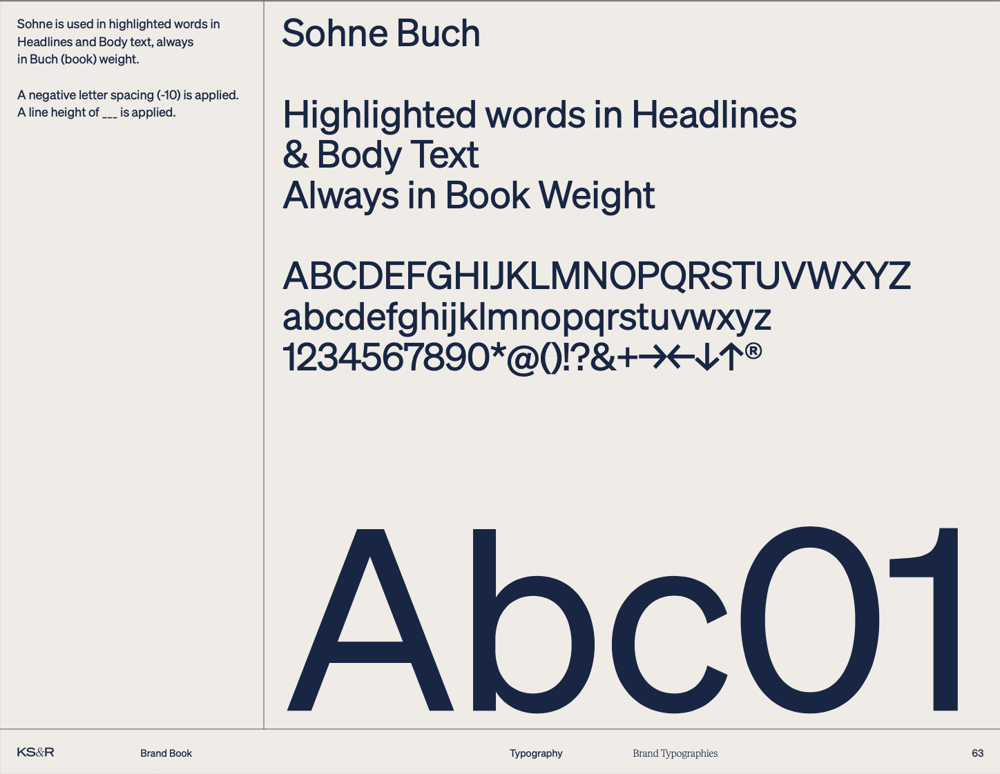 Sohne is used in highlighted words in
Headlines and Body text, always
in Buch (book) weight.
A negative letter spacing (-10) is applied.
A line height of ___ is applied.
Sohne Buch
Highlighted words in Headlines
& Body Text
Always in Book Weight
ABCDEFGHIJKLMNOPQRSTUVWXYZ
abcdefghijklmnopqrstuvwxyz
1234567890*@()!?&+→←↓↑®
Abc01
KS&R
Brand Book
Typography
Brand Typographies
63